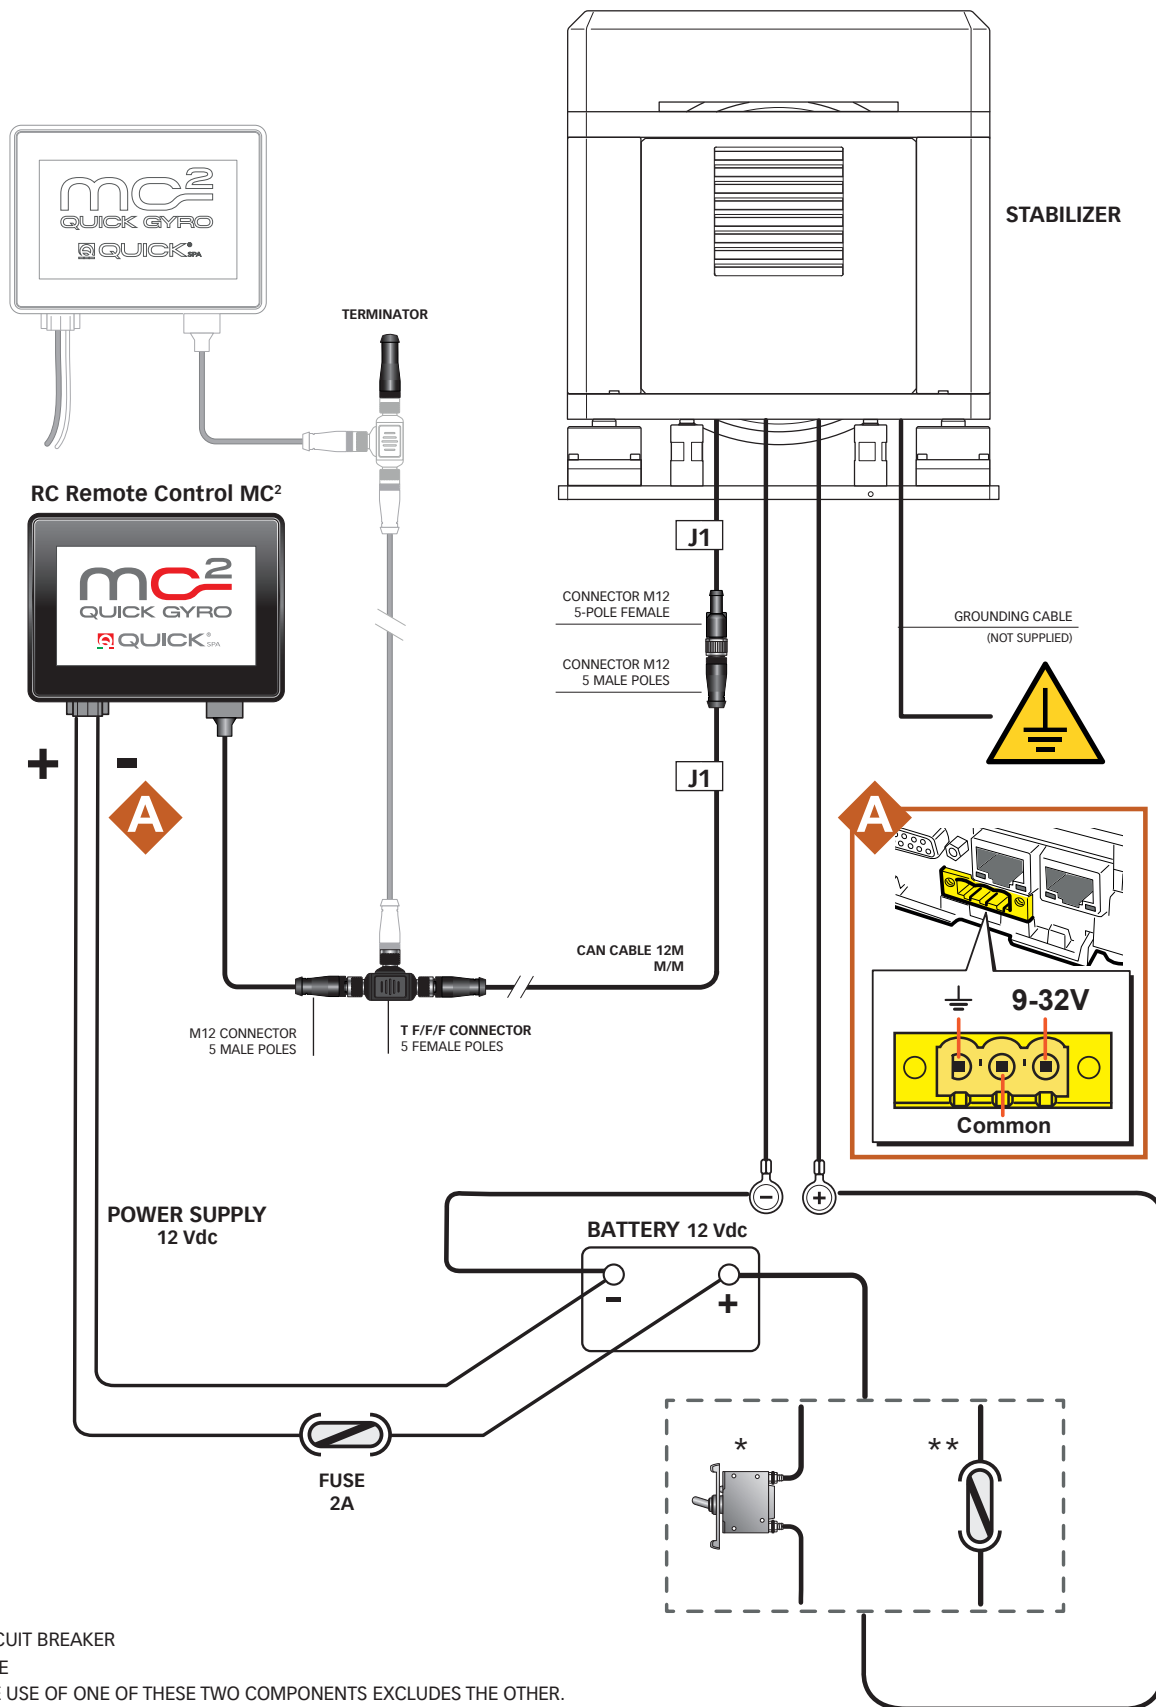 mc²
QUICK GYRO
QUICK® SPA
STABILIZER
TERMINATOR
RC Remote Control MC²
mc²
QUICK GYRO
QUICK® SPA
+ -
A
J1
CONNECTOR M12
5-POLE FEMALE
CONNECTOR M12
5 MALE POLES
J1
GROUNDING CABLE
(NOT SUPPLIED)
A
9-32V
Common
CAN CABLE 12M
M/M
M12 CONNECTOR
5 MALE POLES
T F/F/F CONNECTOR
5 FEMALE POLES
- +
POWER SUPPLY
12 Vdc
BATTERY 12 Vdc
- +
FUSE
2A
* **
CUIT BREAKER
E
E USE OF ONE OF THESE TWO COMPONENTS EXCLUDES THE OTHER.